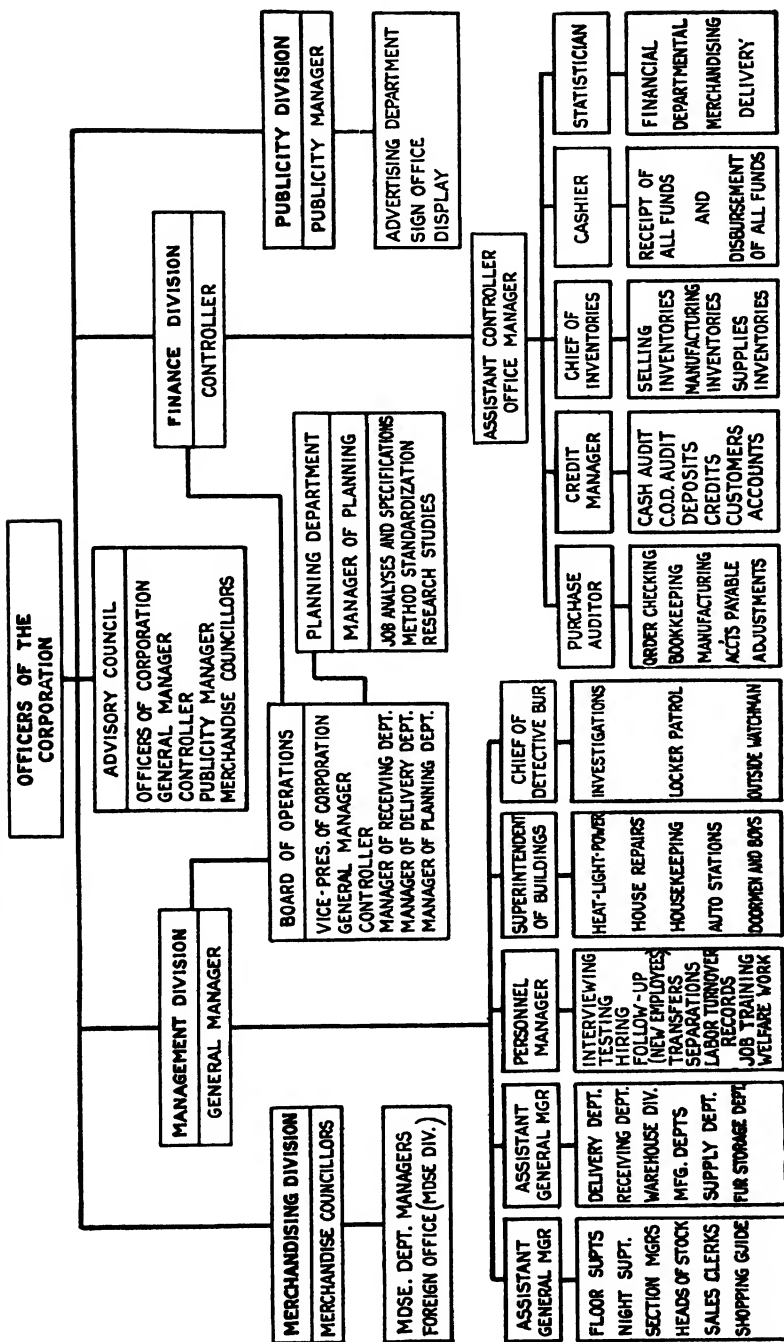 OFFICERS OF THE
CORPORATION
ADVISORY COUNCIL
OFFICERS OF CORPORATION
GENERAL MANAGER
CONTROLLER
PUBLICITY MANAGER
MERCHANDISE COUNCILLORS
MERCHANDISING DIVISION
MERCHANDISE COUNCILLORS
MDSE. DEPT. MANAGERS
FOREIGN OFFICE (MDSE DIV.)
MANAGEMENT DIVISION
GENERAL MANAGER
FINANCE DIVISION
CONTROLLER
PUBLICITY DIVISION
PUBLICITY MANAGER
ADVERTISING DEPARTMENT
SIGN OFFICE
DISPLAY
BOARD OF OPERATIONS
VICE-PRES. OF CORPORATION
GENERAL MANAGER
CONTROLLER
MANAGER OF RECEIVING DEPT.
MANAGER OF DELIVERY DEPT.
MANAGER OF PLANNING DEPT.
PLANNING DEPARTMENT
MANAGER OF PLANNING
JOB ANALYSES AND SPECIFICATIONS
METHOD STANDARDIZATION
RESEARCH STUDIES
ASSISTANT CONTROLLER
OFFICE MANAGER
ASSISTANT
GENERAL MGR
FLOOR SUPTS
NIGHT SUPT.
SECTION MGRS
HEADS OF STOCK
SALES CLERKS
SHOPPING GUIDE
ASSISTANT
GENERAL MGR
DELIVERY DEPT.
RECEIVING DEPT.
WAREHOUSE DIV.
MFG. DEPTS
SUPPLY DEPT.
FUR STORAGE DEPT.
PERSONNEL
MANAGER
INTERVIEWING
TESTING
HIRING
FOLLOW-UP
(NEW EMPLOYEES)
TRANSFERS
SEPARATIONS
LABOR TURNOVER
RECORDS
JOB TRAINING
WELFARE WORK
SUPERINTENDENT
OF BUILDINGS
HEAT-LIGHT-POWER
HOUSE REPAIRS
HOUSEKEEPING
AUTO STATIONS
DOORMEN AND BOYS
CHIEF OF
DETECTIVE BUR
INVESTIGATIONS
LOCKER PATROL
OUTSIDE WATCHMAN
PURCHASE
AUDITOR
ORDER CHECKING
BOOKKEEPING
MANUFACTURING
ACC'TS PAYABLE
ADJUSTMENTS
CREDIT
MANAGER
CASH AUDIT
C.O.D. AUDIT
DEPOSITS
CREDITS
CUSTOMERS
ACCOUNTS
CHIEF OF
INVENTORIES
SELLING
INVENTORIES
MANUFACTURING
INVENTORIES
SUPPLIES
INVENTORIES
CASHIER
RECEIPT OF
ALL FUNDS
AND
DISBURSEMENT
OF ALL FUNDS
STATISTICIAN
FINANCIAL
DEPARTMENTAL
MERCHANDISING
DELIVERY